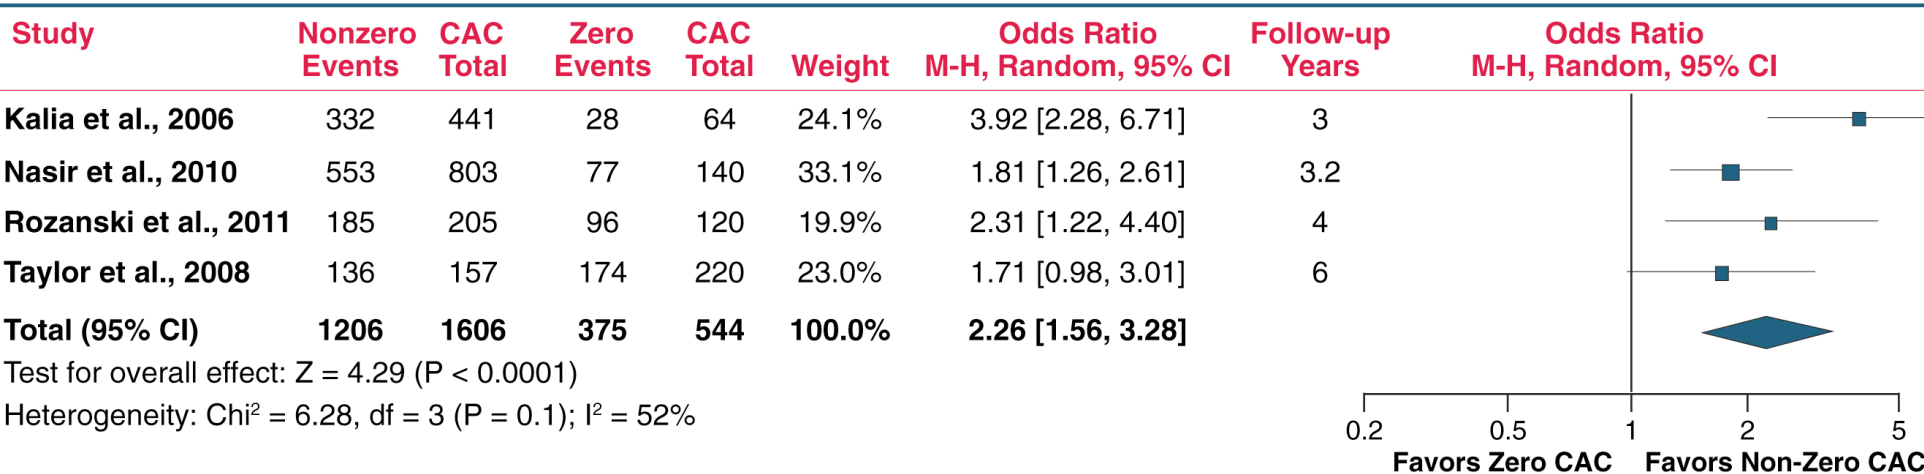 Study Nonzero CAC Zero CAC Odds Ratio Follow-up Odds Ratio
Events Total Events Total Weight M-H, Random, 95% CI Years M-H, Random, 95% CI
Kalia et al., 2006 332 441 28 64 24.1% 3.92 [2.28, 6.71] 3
Nasir et al., 2010 553 803 77 140 33.1% 1.81 [1.26, 2.61] 3.2
Rozanski et al., 2011 185 205 96 120 19.9% 2.31 [1.22, 4.40] 4
Taylor et al., 2008 136 157 174 220 23.0% 1.71 [0.98, 3.01] 6
Total (95% CI) 1206 1606 375 544 100.0% 2.26 [1.56, 3.28]
Test for overall effect: Z = 4.29 (P < 0.0001)
Heterogeneity: Chi² = 6.28, df = 3 (P = 0.1); I² = 52%
0.2 0.5 1 2 5
Favors Zero CAC Favors Non-Zero CAC